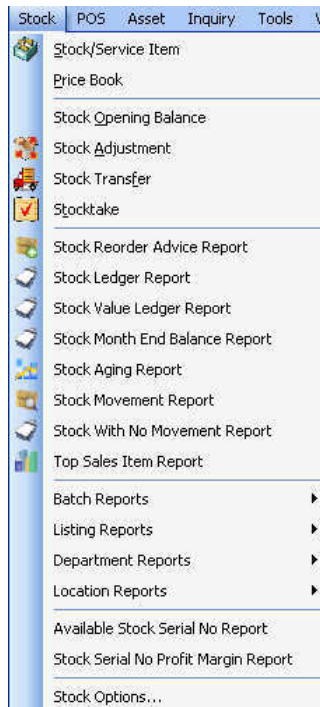 Stock POS Asset Inquiry Tools
Stock/Service Item
Price Book
Stock Opening Balance
Stock Adjustment
Stock Transfer
Stocktake
Stock Reorder Advice Report
Stock Ledger Report
Stock Value Ledger Report
Stock Month End Balance Report
Stock Aging Report
Stock Movement Report
Stock With No Movement Report
Top Sales Item Report
Batch Reports
Listing Reports
Department Reports
Location Reports
Available Stock Serial No Report
Stock Serial No Profit Margin Report
Stock Options...